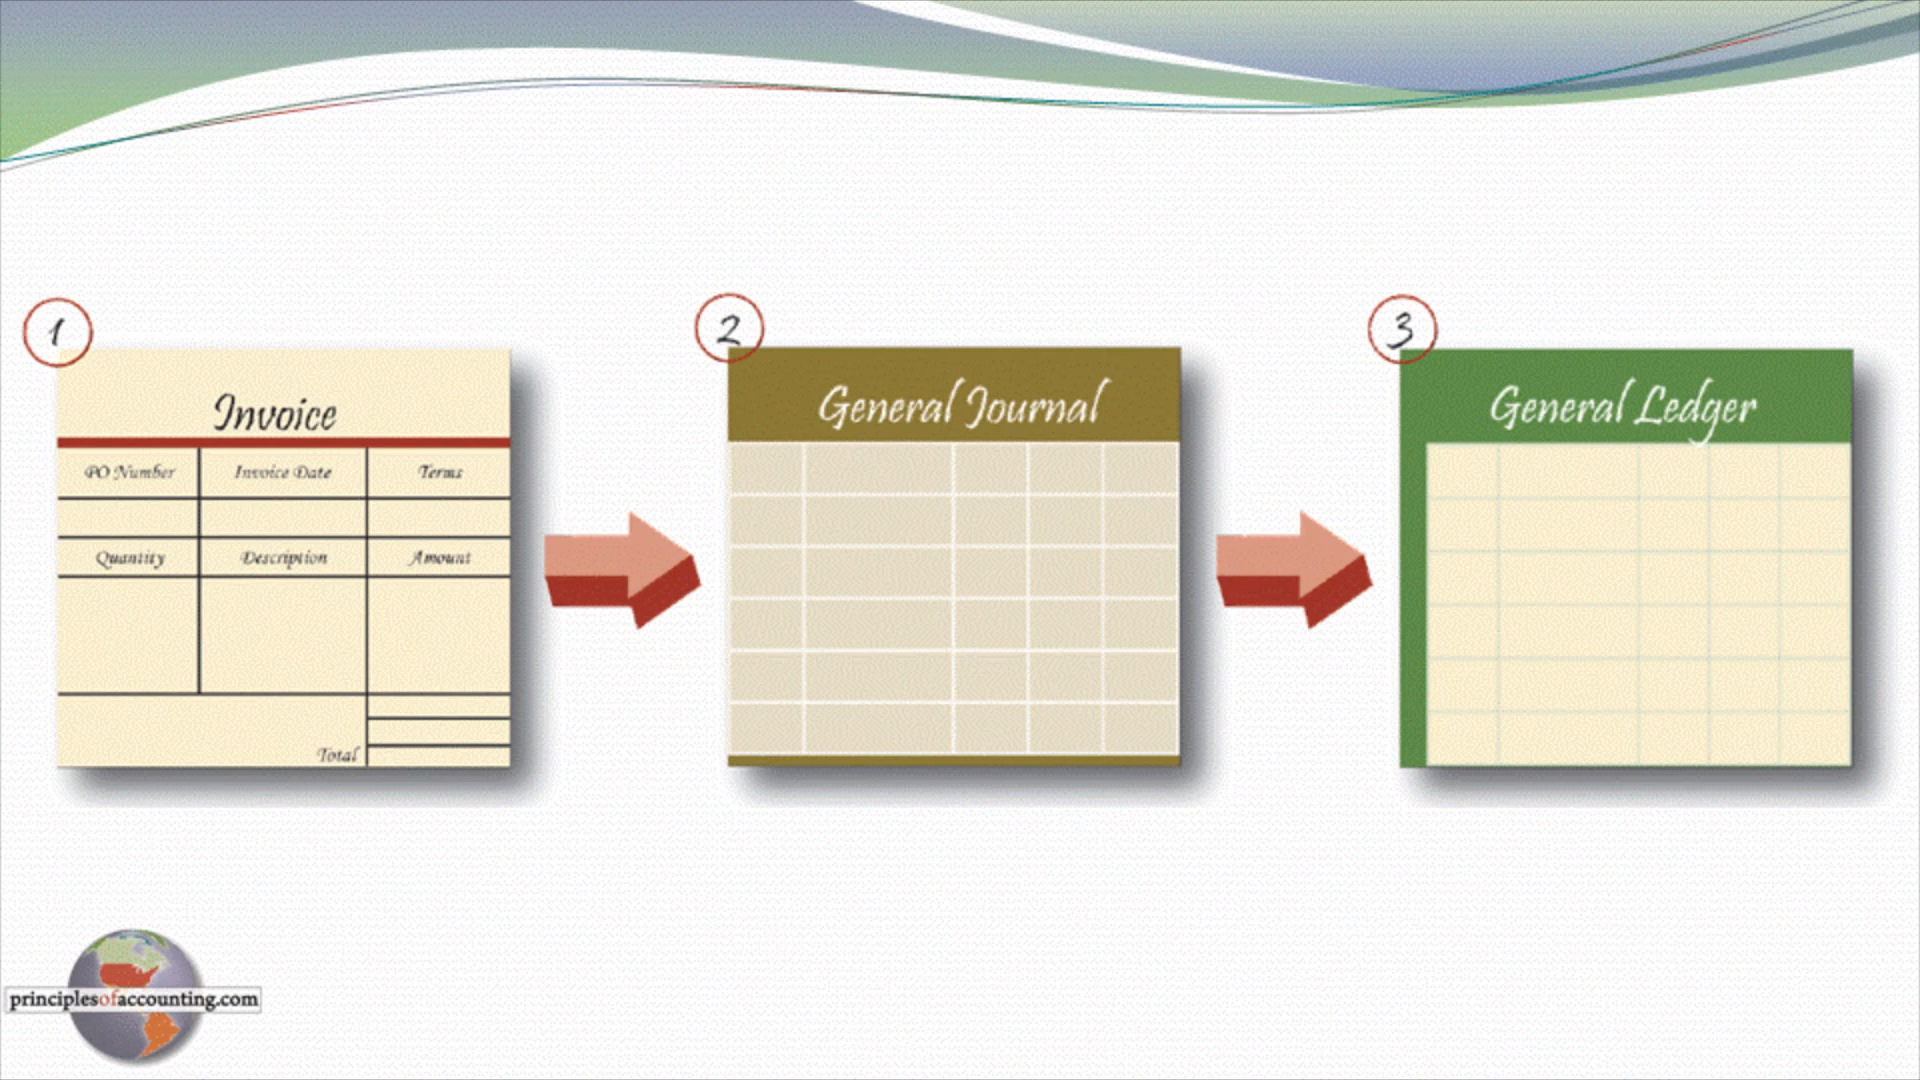 1
Invoice
PO Number Invoice Date Terms
Quantity Description Amount
Total
2
General Journal
3
General Ledger
principlesofaccounting.com